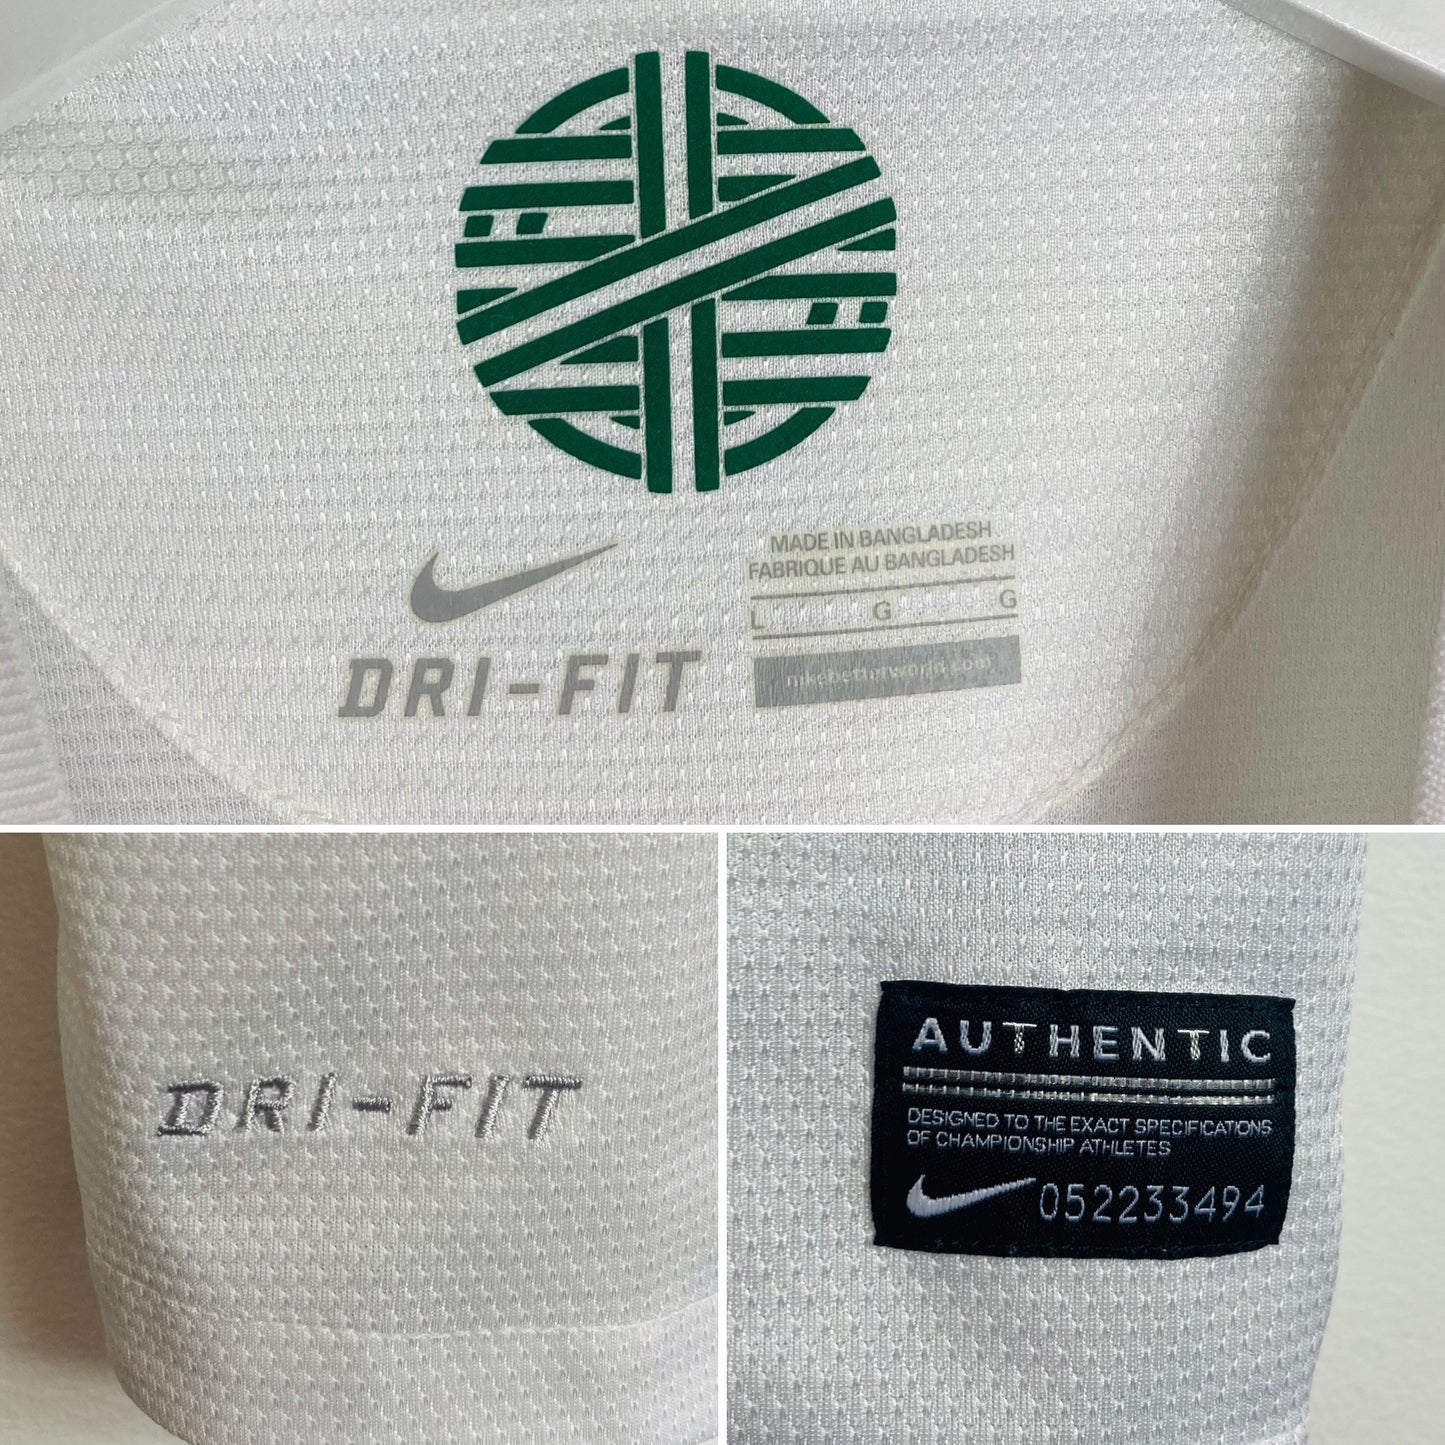 MADE IN BANGLADESH
FABRIQUE AU BANGLADESH
L G G
DRI-FIT
nikebetterworld.com
DRI-FIT
AUTHENTIC
DESIGNED TO THE EXACT SPECIFICATIONS
OF CHAMPIONSHIP ATHLETES
052233494